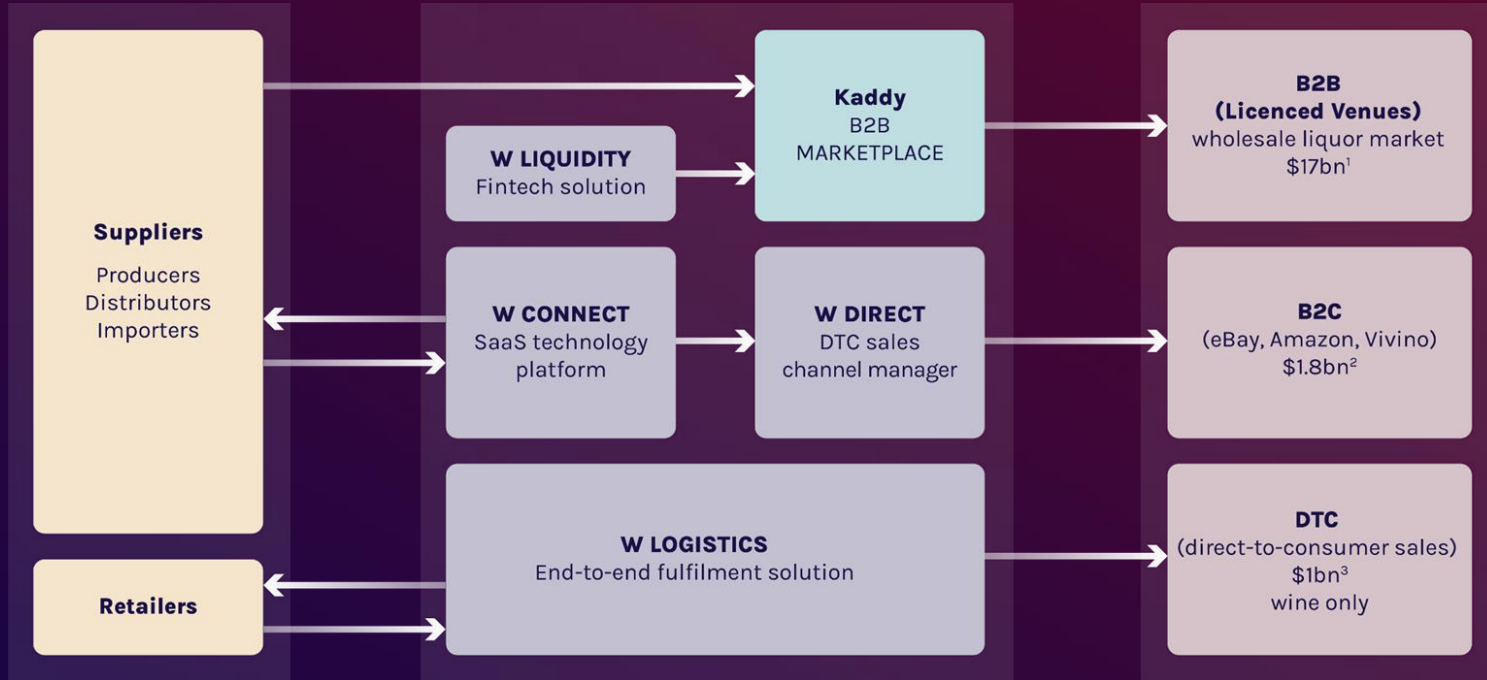 Suppliers
Producers
Distributors
Importers
Retailers
W LIQUIDITY
Fintech solution
Kaddy
B2B
MARKETPLACE
W CONNECT
SaaS technology
platform
W DIRECT
DTC sales
channel manager
W LOGISTICS
End-to-end fulfilment solution
B2B
(Licenced Venues)
wholesale liquor market
$17bn¹
B2C
(eBay, Amazon, Vivino)
$1.8bn²
DTC
(direct-to-consumer sales)
$1bn³
wine only